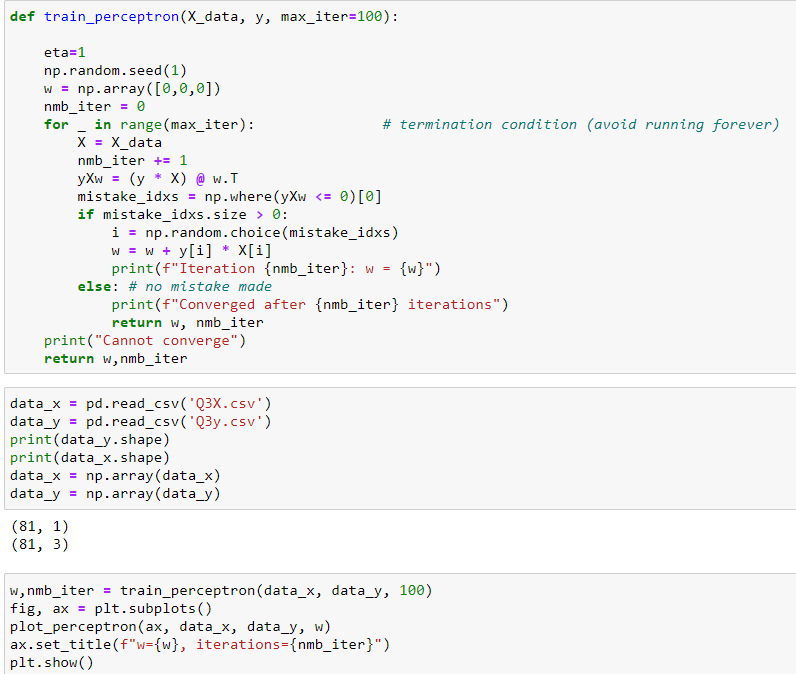 def train_perceptron(X_data, y, max_iter=100):
    eta=1
    np.random.seed(1)
    w = np.array([0,0,0])
    nmb_iter = 0
    for _ in range(max_iter):               # termination condition (avoid running forever)
        X = X_data
        nmb_iter += 1
        yXw = (y * X) @ w.T
        mistake_idxs = np.where(yXw <= 0)[0]
        if mistake_idxs.size > 0:
            i = np.random.choice(mistake_idxs)
            w = w + y[i] * X[i]
            print(f"Iteration {nmb_iter}: w = {w}")
        else: # no mistake made
            print(f"Converged after {nmb_iter} iterations")
            return w, nmb_iter
    print("Cannot converge")
    return w,nmb_iter
data_x = pd.read_csv('Q3X.csv')
data_y = pd.read_csv('Q3y.csv')
print(data_y.shape)
print(data_x.shape)
data_x = np.array(data_x)
data_y = np.array(data_y)
(81, 1)
(81, 3)
w,nmb_iter = train_perceptron(data_x, data_y, 100)
fig, ax = plt.subplots()
plot_perceptron(ax, data_x, data_y, w)
ax.set_title(f"w={w}, iterations={nmb_iter}")
plt.show()